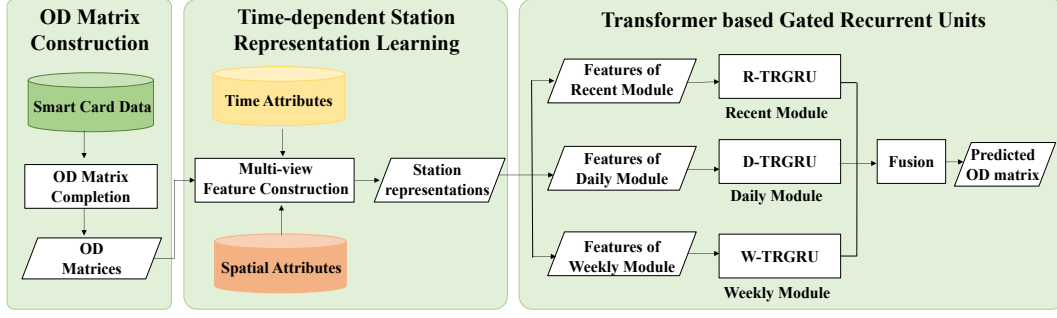 OD Matrix
Construction
Smart Card Data
OD Matrix
Completion
OD
Matrices
Time-dependent Station
Representation Learning
Time Attributes
Multi-view
Feature Construction
Station
representations
Spatial Attributes
Transformer based Gated Recurrent Units
Features of
Recent Module
R-TRGRU
Recent Module
Features of
Daily Module
D-TRGRU
Daily Module
Features of
Weekly Module
W-TRGRU
Weekly Module
Fusion
Predicted
OD matrix